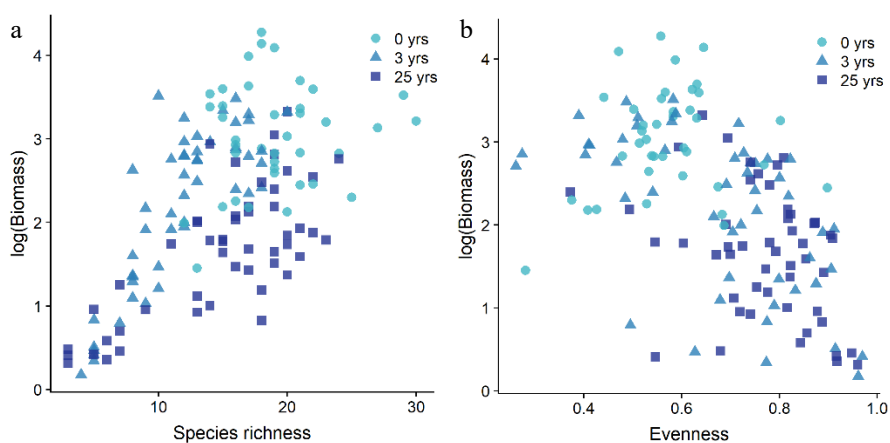 a
0 yrs
3 yrs
25 yrs
4
3
2
1
0
log(Biomass)
10
20
30
Species richness
b
0 yrs
3 yrs
25 yrs
4
3
2
1
0
log(Biomass)
0.4
0.6
0.8
1.0
Evenness